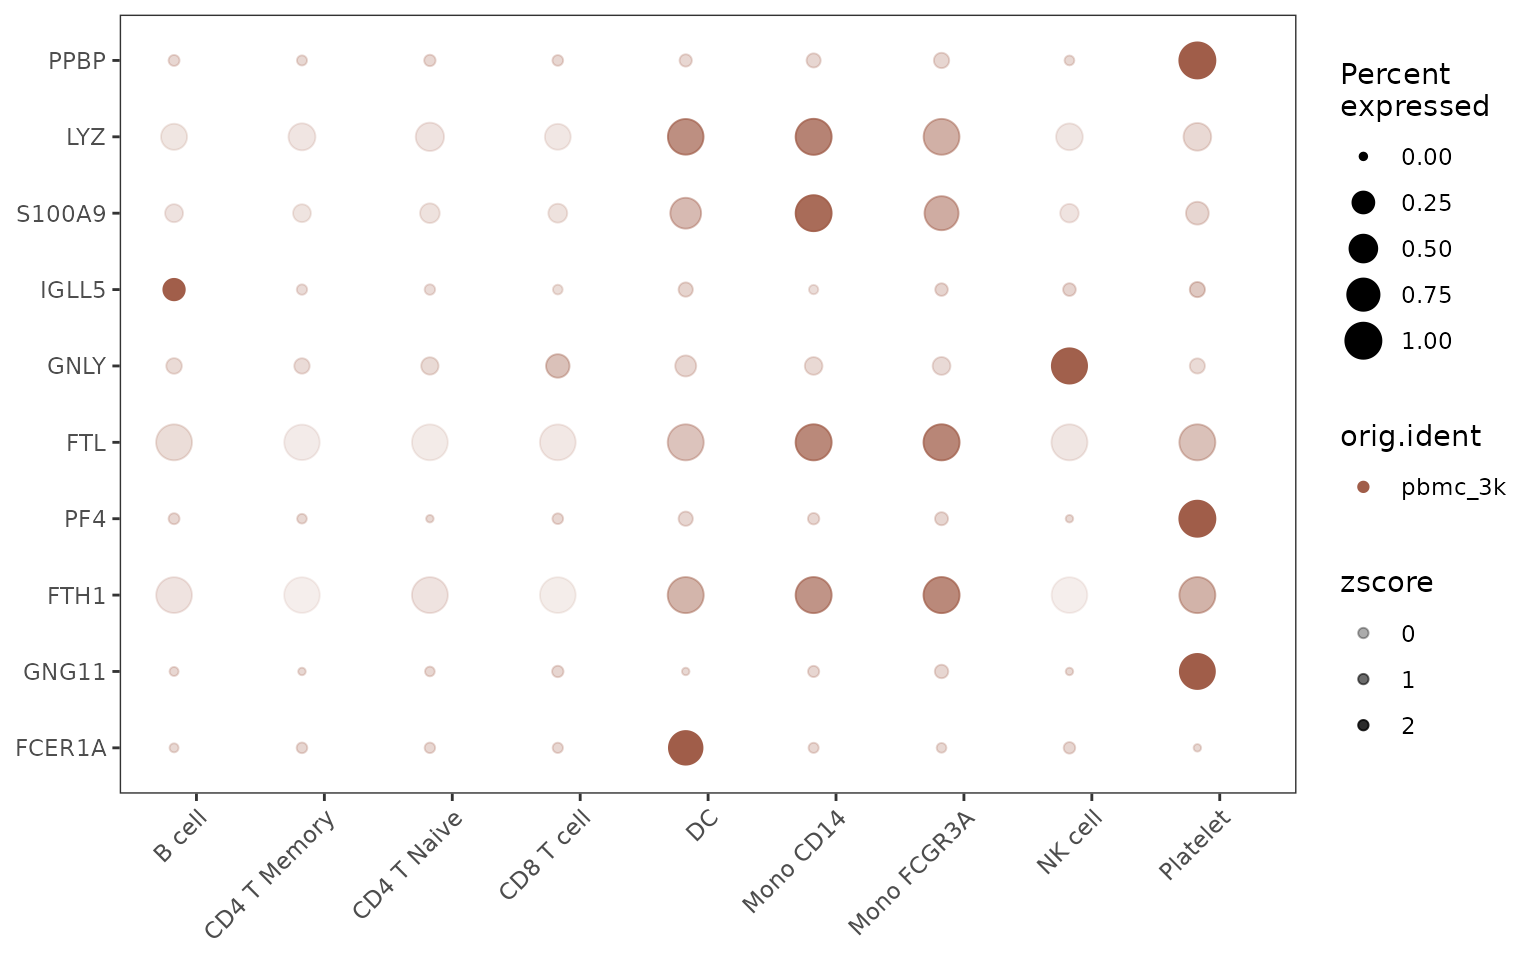 PPBP
LYZ
S100A9
IGLL5
GNLY
FTL
PF4
FTH1
GNG11
FCER1A
B cell
CD4 T Memory
CD4 T Naive
CD8 T cell
DC
Mono CD14
Mono FCGR3A
NK cell
Platelet
Percent
expressed
0.00
0.25
0.50
0.75
1.00
orig.ident
pbmc_3k
zscore
0
1
2